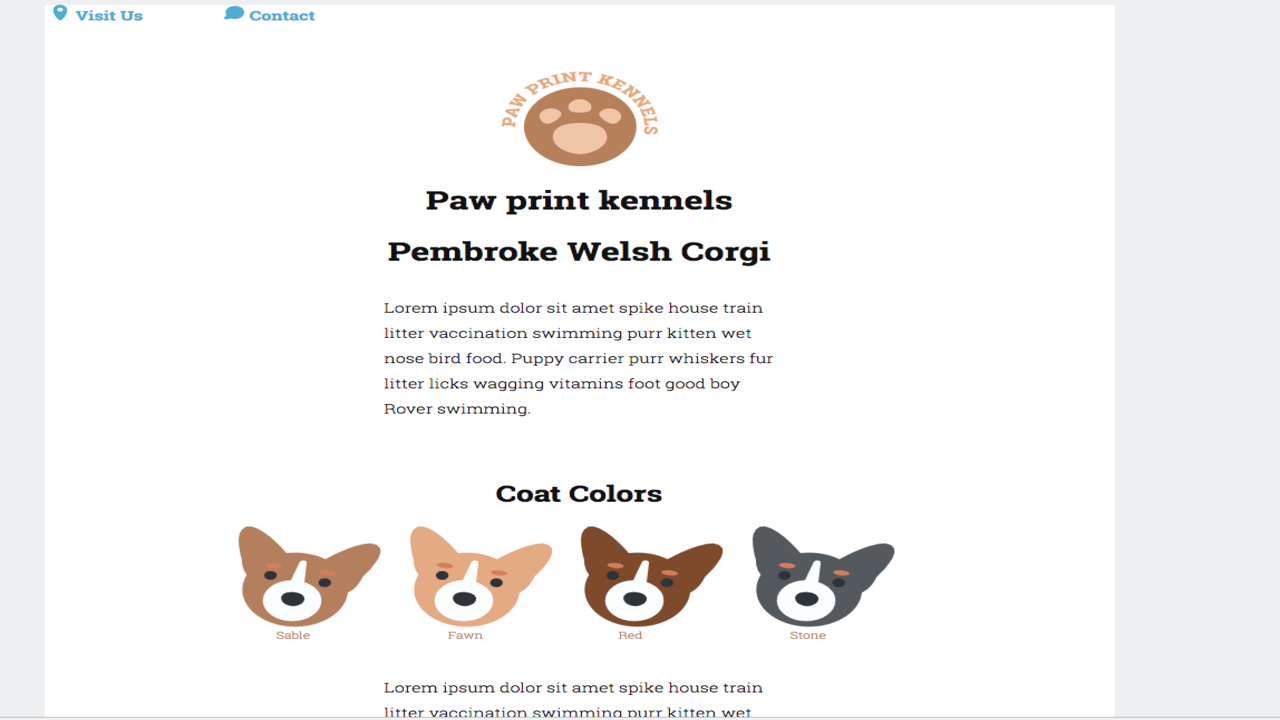 Visit Us
Contact
PAW PRINT KENNELS
Paw print kennels
Pembroke Welsh Corgi
Lorem ipsum dolor sit amet spike house train
litter vaccination swimming purr kitten wet
nose bird food. Puppy carrier purr whiskers fur
litter licks wagging vitamins foot good boy
Rover swimming.
Coat Colors
Sable
Fawn
Red
Stone
Lorem ipsum dolor sit amet spike house train
litter vaccination swimming purr kitten wet